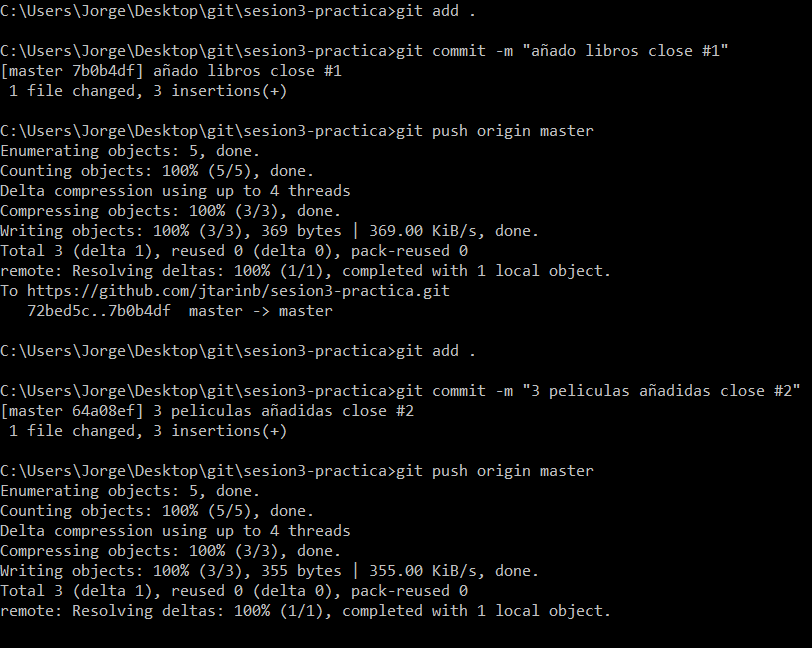 C:\Users\Jorge\Desktop\git\sesion3-practica>git add .
C:\Users\Jorge\Desktop\git\sesion3-practica>git commit -m "añado libros close #1"
[master 7b0b4df] añado libros close #1
 1 file changed, 3 insertions(+)
C:\Users\Jorge\Desktop\git\sesion3-practica>git push origin master
Enumerating objects: 5, done.
Counting objects: 100% (5/5), done.
Delta compression using up to 4 threads
Compressing objects: 100% (3/3), done.
Writing objects: 100% (3/3), 369 bytes | 369.00 KiB/s, done.
Total 3 (delta 1), reused 0 (delta 0), pack-reused 0
remote: Resolving deltas: 100% (1/1), completed with 1 local object.
To https://github.com/jtarinb/sesion3-practica.git
   72bed5c..7b0b4df  master -> master
C:\Users\Jorge\Desktop\git\sesion3-practica>git add .
C:\Users\Jorge\Desktop\git\sesion3-practica>git commit -m "3 peliculas añadidas close #2"
[master 64a08ef] 3 peliculas añadidas close #2
 1 file changed, 3 insertions(+)
C:\Users\Jorge\Desktop\git\sesion3-practica>git push origin master
Enumerating objects: 5, done.
Counting objects: 100% (5/5), done.
Delta compression using up to 4 threads
Compressing objects: 100% (3/3), done.
Writing objects: 100% (3/3), 355 bytes | 355.00 KiB/s, done.
Total 3 (delta 1), reused 0 (delta 0), pack-reused 0
remote: Resolving deltas: 100% (1/1), completed with 1 local object.